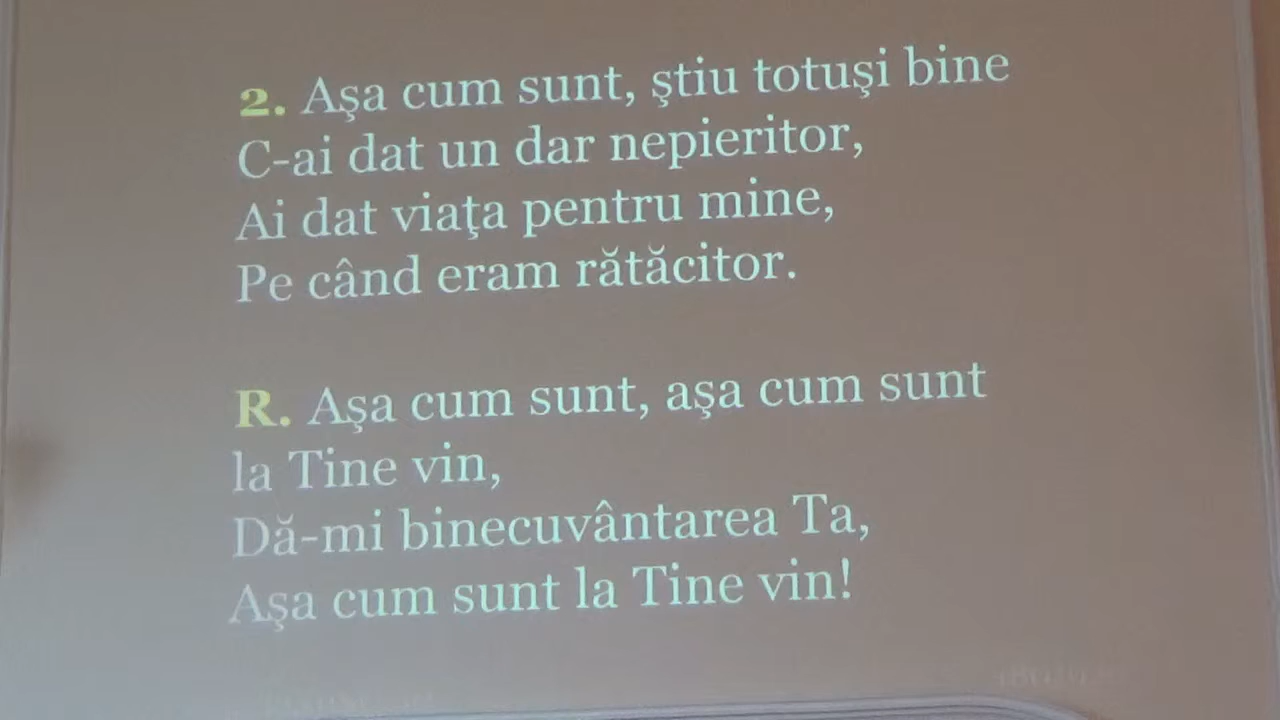 2. Aşa cum sunt, ştiu totuşi bine
C-ai dat un dar nepieritor,
Ai dat viaţa pentru mine,
Pe când eram rătăcitor.
R. Aşa cum sunt, aşa cum sunt
la Tine vin,
Dă-mi binecuvântarea Ta,
Aşa cum sunt la Tine vin!